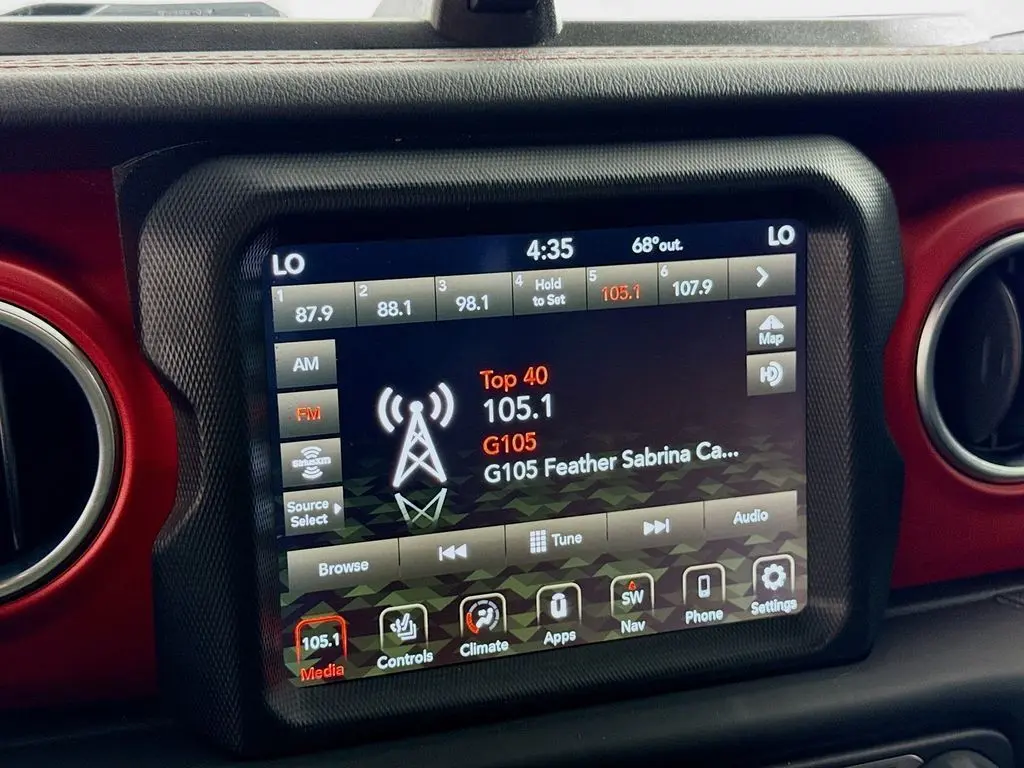 LO 4:35 68°out. LO
1 87.9 2 88.1 3 98.1 4 Hold to Set 5 105.1 6 107.9
Map
AM
HD
Top 40
105.1
FM
G105
G105 Feather Sabrina Ca...
SiriusXM
Source
Select
Browse Tune Audio
105.1 SW
Media Controls Climate Apps Nav Phone Settings